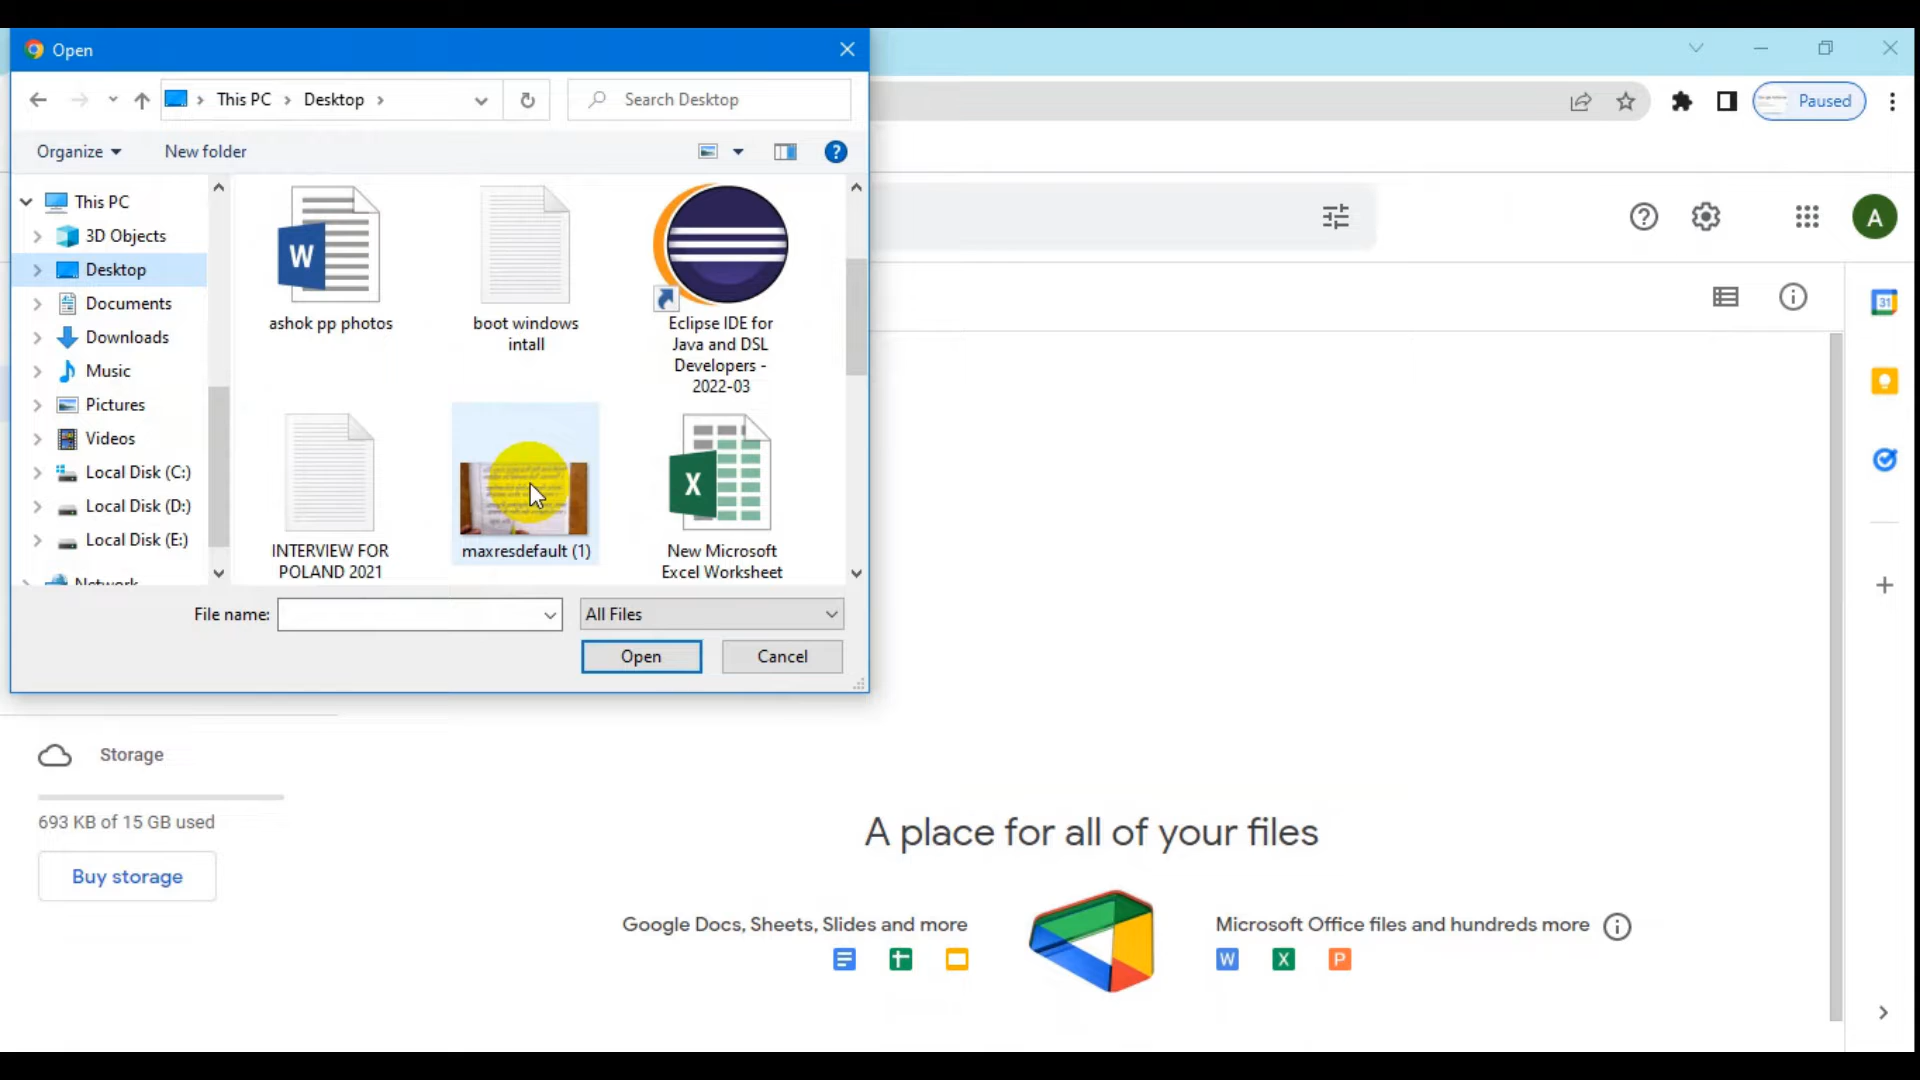 Open
This PC
Desktop
Search Desktop
Paused
Organize
New folder
This PC
3D Objects
Desktop
Documents
Downloads
Music
Pictures
Videos
Local Disk (C:)
Local Disk (D:)
Local Disk (E:)
Network
W
ashok pp photos
boot windows
intall
Eclipse IDE for
Java and DSL
Developers -
2022-03
INTERVIEW FOR
POLAND 2021
maxresdefault (1)
X
New Microsoft
Excel Worksheet
File name:
All Files
Open
Cancel
A
31
Storage
693 KB of 15 GB used
Buy storage
A place for all of your files
Google Docs, Sheets, Slides and more
Microsoft Office files and hundreds more
W X P